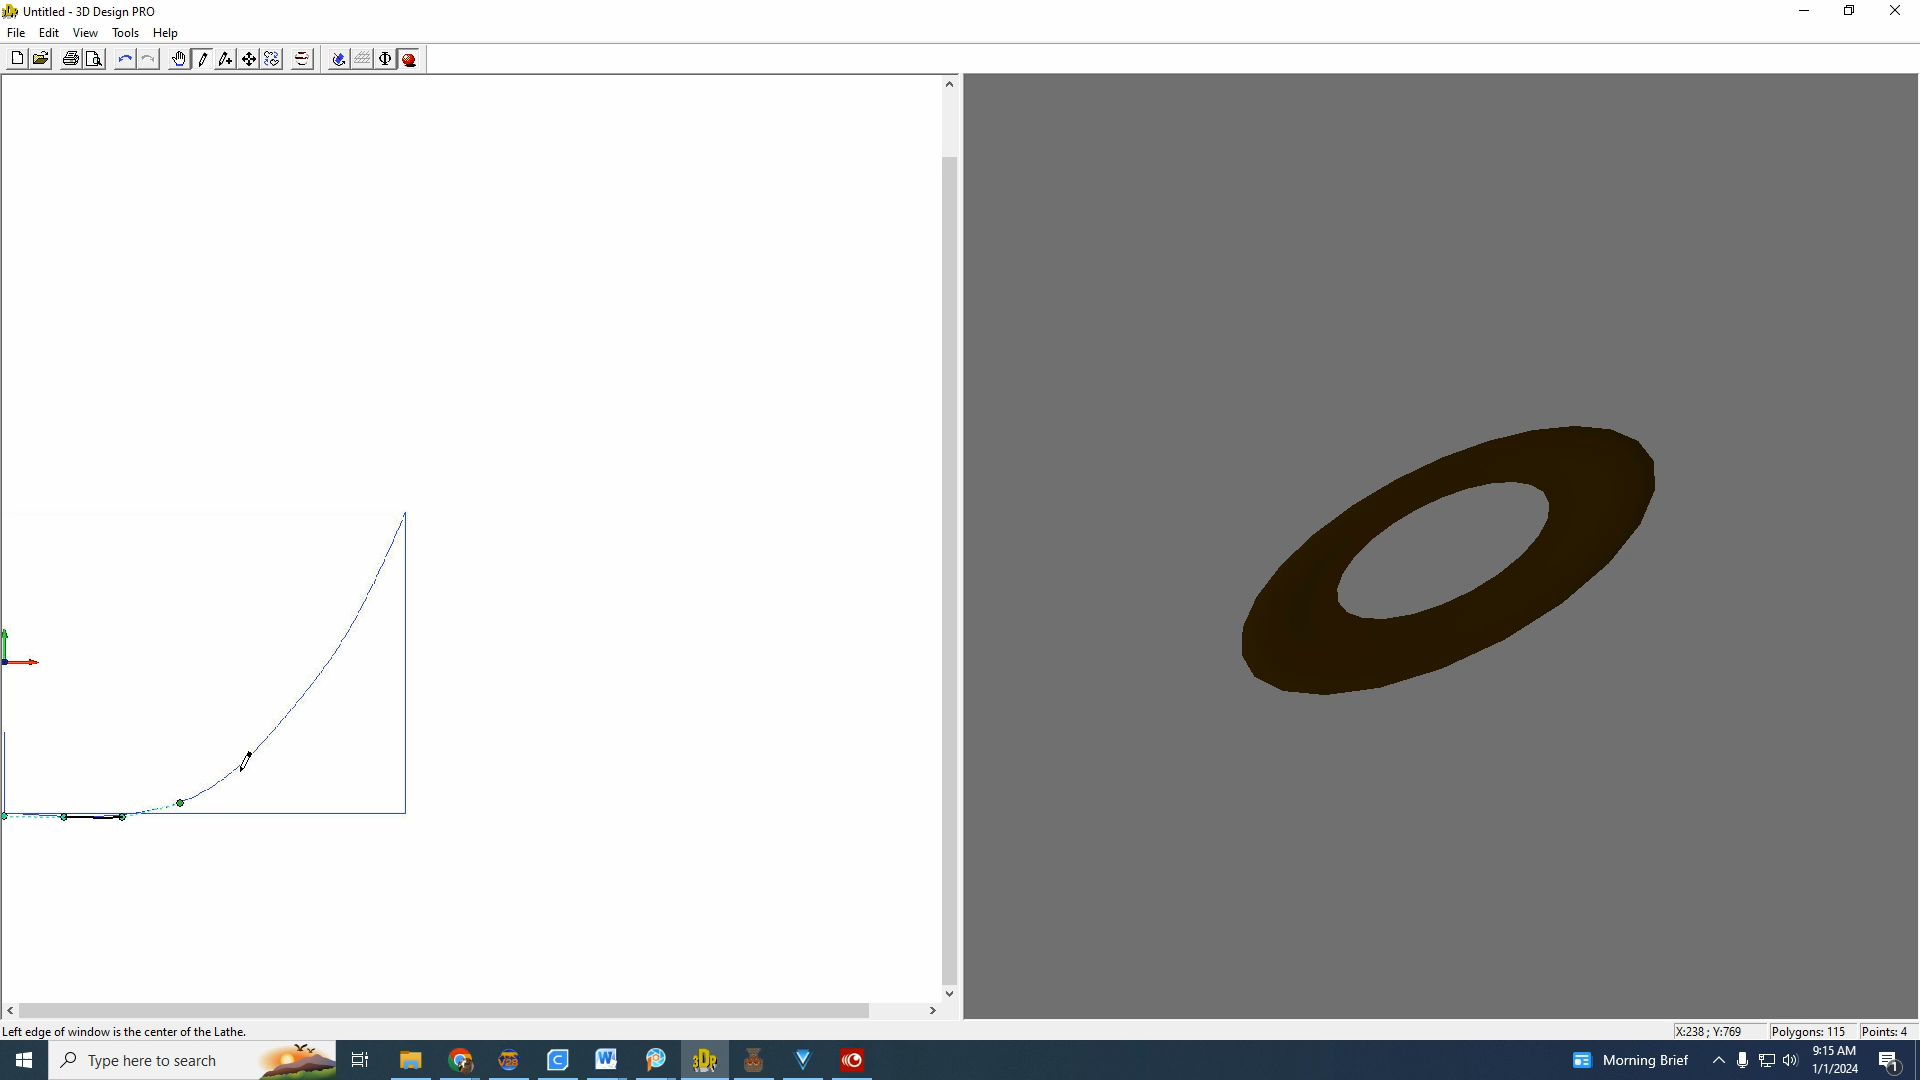 Untitled - 3D Design PRO
File Edit View Tools Help
Left edge of window is the center of the Lathe.
X:238 ; Y:769 Polygons: 115 Points: 4
Type here to search
Morning Brief
9:15 AM
1/1/2024